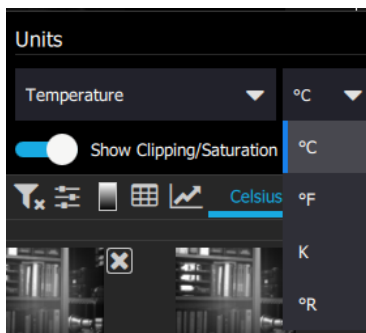 Units
Temperature °C
Show Clipping/Saturation °C
Celsius °F
K
°R